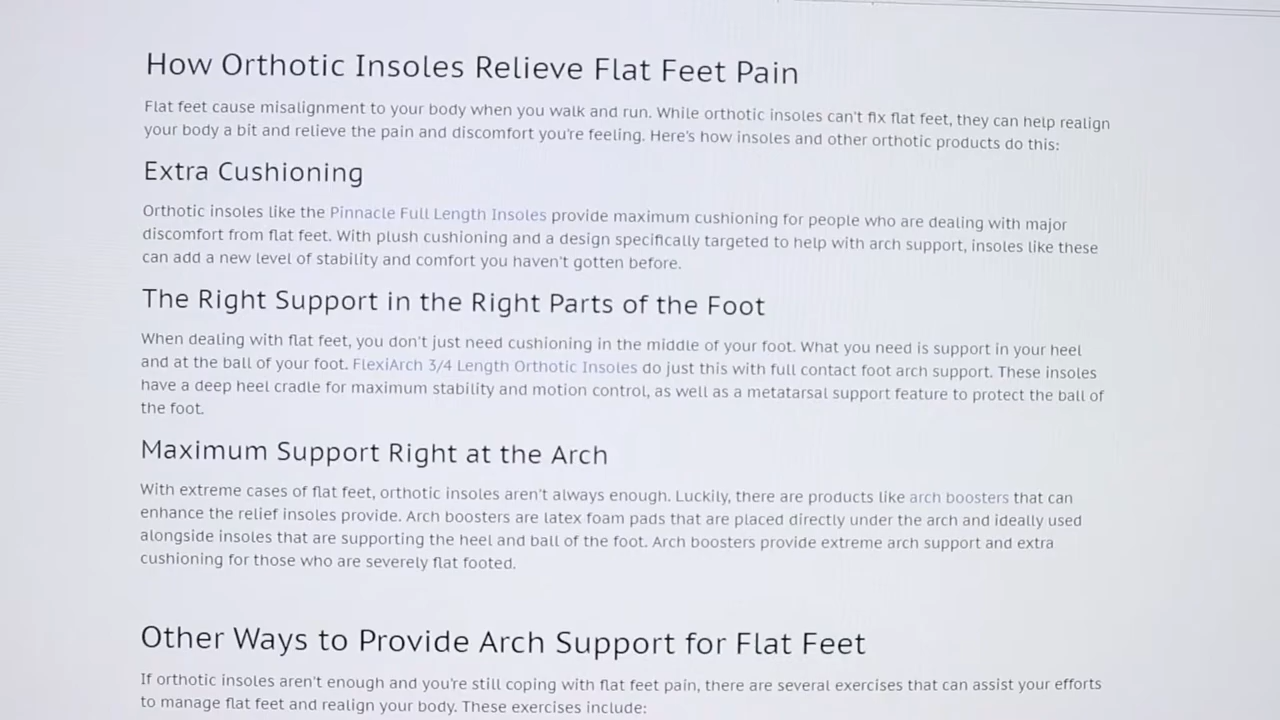 How Orthotic Insoles Relieve Flat Feet Pain
Flat feet cause misalignment to your body when you walk and run. While orthotic insoles can't fix flat feet, they can help realign
your body a bit and relieve the pain and discomfort you're feeling. Here's how insoles and other orthotic products do this:
Extra Cushioning
Orthotic insoles like the Pinnacle Full Length Insoles provide maximum cushioning for people who are dealing with major
discomfort from flat feet. With plush cushioning and a design specifically targeted to help with arch support, insoles like these
can add a new level of stability and comfort you haven't gotten before.
The Right Support in the Right Parts of the Foot
When dealing with flat feet, you don't just need cushioning in the middle of your foot. What you need is support in your heel
and at the ball of your foot. FlexiArch 3/4 Length Orthotic Insoles do just this with full contact foot arch support. These insoles
have a deep heel cradle for maximum stability and motion control, as well as a metatarsal support feature to protect the ball of
the foot.
Maximum Support Right at the Arch
With extreme cases of flat feet, orthotic insoles aren't always enough. Luckily, there are products like arch boosters that can
enhance the relief insoles provide. Arch boosters are latex foam pads that are placed directly under the arch and ideally used
alongside insoles that are supporting the heel and ball of the foot. Arch boosters provide extreme arch support and extra
cushioning for those who are severely flat footed.
Other Ways to Provide Arch Support for Flat Feet
If orthotic insoles aren't enough and you're still coping with flat feet pain, there are several exercises that can assist your efforts
to manage flat feet and realign your body. These exercises include: